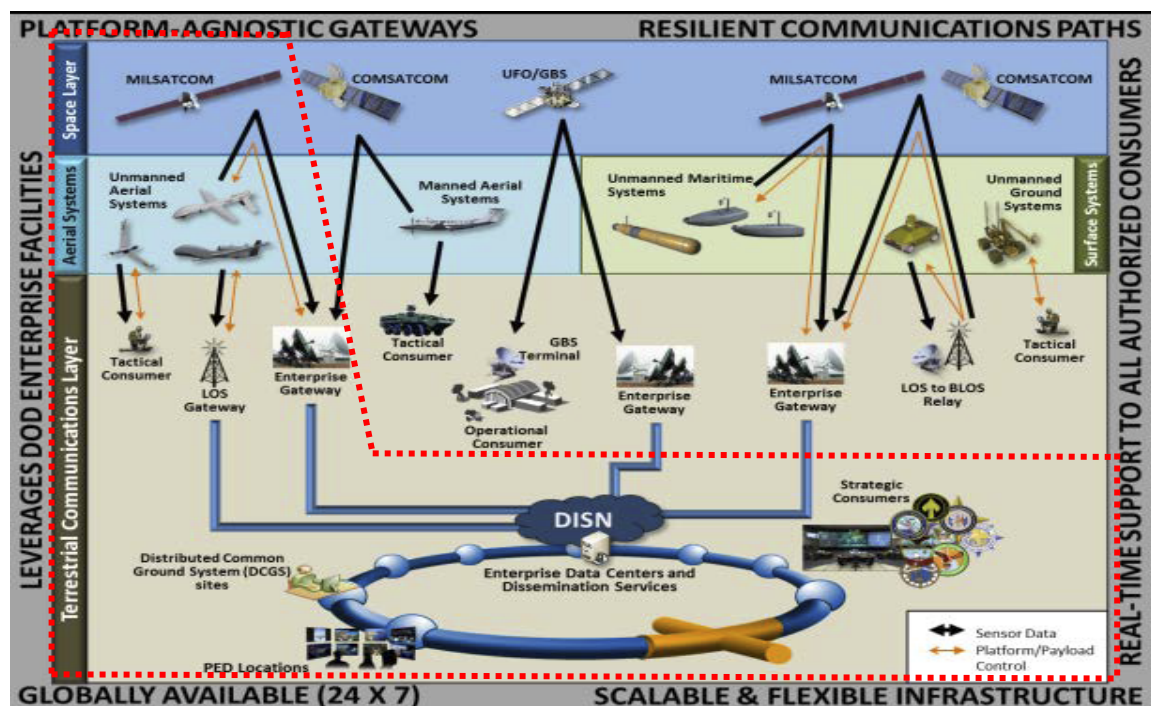 PLATFORM-AGNOSTIC GATEWAYS
RESILIENT COMMUNICATIONS PATHS
LEVERAGES DOD ENTERPRISE FACILITIES
REAL-TIME SUPPORT TO ALL AUTHORIZED CONSUMERS
Space Layer
MILSATCOM
COMSATCOM
UFO/GBS
MILSATCOM
COMSATCOM
Aerial Systems
Unmanned
Aerial
Systems
Manned Aerial
Systems
Unmanned Maritime
Systems
Unmanned
Ground
Systems
Surface Systems
Terrestrial Communications Layer
Tactical
Consumer
LOS
Gateway
Enterprise
Gateway
Tactical
Consumer
GBS
Terminal
Operational
Consumer
Enterprise
Gateway
Enterprise
Gateway
LOS to BLOS
Relay
Tactical
Consumer
DISN
Strategic
Consumers
Distributed Common
Ground System (DCGS)
sites
Enterprise Data Centers and
Dissemination Services
PED Locations
Sensor Data
Platform/Payload
Control
GLOBALLY AVAILABLE (24 X 7)
SCALABLE & FLEXIBLE INFRASTRUCTURE